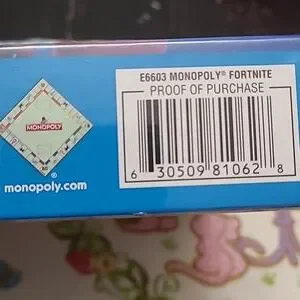 E6603 MONOPOLY® FORTNITE
PROOF OF PURCHASE
MONOPOLY
®
monopoly.com
6 30509 81062 8